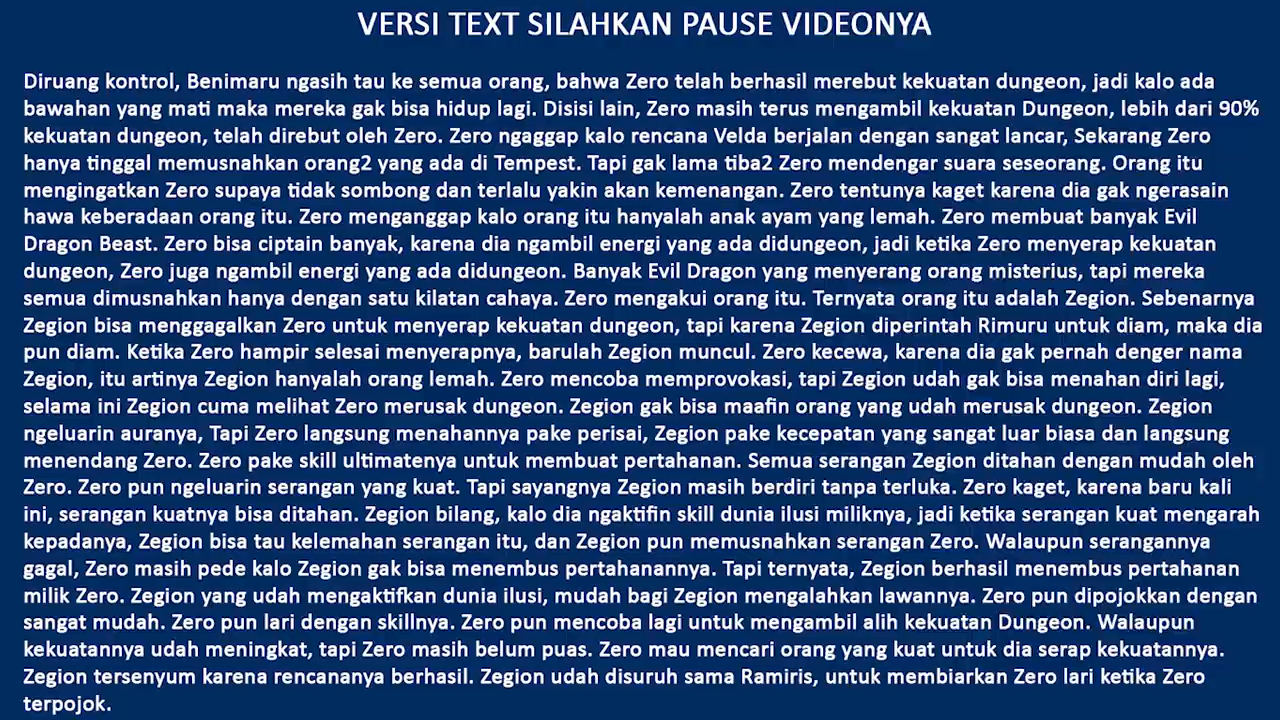 VERSI TEXT SILAHKAN PAUSE VIDEONYA
Diruang kontrol, Benimaru ngasih tau ke semua orang, bahwa Zero telah berhasil merebut kekuatan dungeon, jadi kalo ada
bawahan yang mati maka mereka gak bisa hidup lagi. Disisi lain, Zero masih terus mengambil kekuatan Dungeon, lebih dari 90%
kekuatan dungeon, telah direbut oleh Zero. Zero ngaggap kalo rencana Velda berjalan dengan sangat lancar, Sekarang Zero
hanya tinggal memusnahkan orang2 yang ada di Tempest. Tapi gak lama tiba2 Zero mendengar suara seseorang. Orang itu
mengingatkan Zero supaya tidak sombong dan terlalu yakin akan kemenangan. Zero tentunya kaget karena dia gak ngerasain
hawa keberadaan orang itu. Zero menganggap kalo orang itu hanyalah anak ayam yang lemah. Zero membuat banyak Evil
Dragon Beast. Zero bisa ciptain banyak, karena dia ngambil energi yang ada didungeon, jadi ketika Zero menyerap kekuatan
dungeon, Zero juga ngambil energi yang ada didungeon. Banyak Evil Dragon yang menyerang orang misterius, tapi mereka
semua dimusnahkan hanya dengan satu kilatan cahaya. Zero mengakui orang itu. Ternyata orang itu adalah Zegion. Sebenarnya
Zegion bisa menggagalkan Zero untuk menyerap kekuatan dungeon, tapi karena Zegion diperintah Rimuru untuk diam, maka dia
pun diam. Ketika Zero hampir selesai menyerapnya, barulah Zegion muncul. Zero kecewa, karena dia gak pernah denger nama
Zegion, itu artinya Zegion hanyalah orang lemah. Zero mencoba memprovokasi, tapi Zegion udah gak bisa menahan diri lagi,
selama ini Zegion cuma melihat Zero merusak dungeon. Zegion gak bisa maafin orang yang udah merusak dungeon. Zegion
ngeluarin auranya, Tapi Zero langsung menahannya pake perisai, Zegion pake kecepatan yang sangat luar biasa dan langsung
menendang Zero. Zero pake skill ultimatenya untuk membuat pertahanan. Semua serangan Zegion ditahan dengan mudah oleh
Zero. Zero pun ngeluarin serangan yang kuat. Tapi sayangnya Zegion masih berdiri tanpa terluka. Zero kaget, karena baru kali
ini, serangan kuatnya bisa ditahan. Zegion bilang, kalo dia ngaktifin skill dunia ilusi miliknya, jadi ketika serangan kuat mengarah
kepadanya, Zegion bisa tau kelemahan serangan itu, dan Zegion pun memusnahkan serangan Zero. Walaupun serangannya
gagal, Zero masih pede kalo Zegion gak bisa menembus pertahanannya. Tapi ternyata, Zegion berhasil menembus pertahanan
milik Zero. Zegion yang udah mengaktifkan dunia ilusi, mudah bagi Zegion mengalahkan lawannya. Zero pun dipojokkan dengan
sangat mudah. Zero pun lari dengan skillnya. Zero pun mencoba lagi untuk mengambil alih kekuatan Dungeon. Walaupun
kekuatannya udah meningkat, tapi Zero masih belum puas. Zero mau mencari orang yang kuat untuk dia serap kekuatannya.
Zegion tersenyum karena rencananya berhasil. Zegion udah disuruh sama Ramiris, untuk membiarkan Zero lari ketika Zero
terpojok.